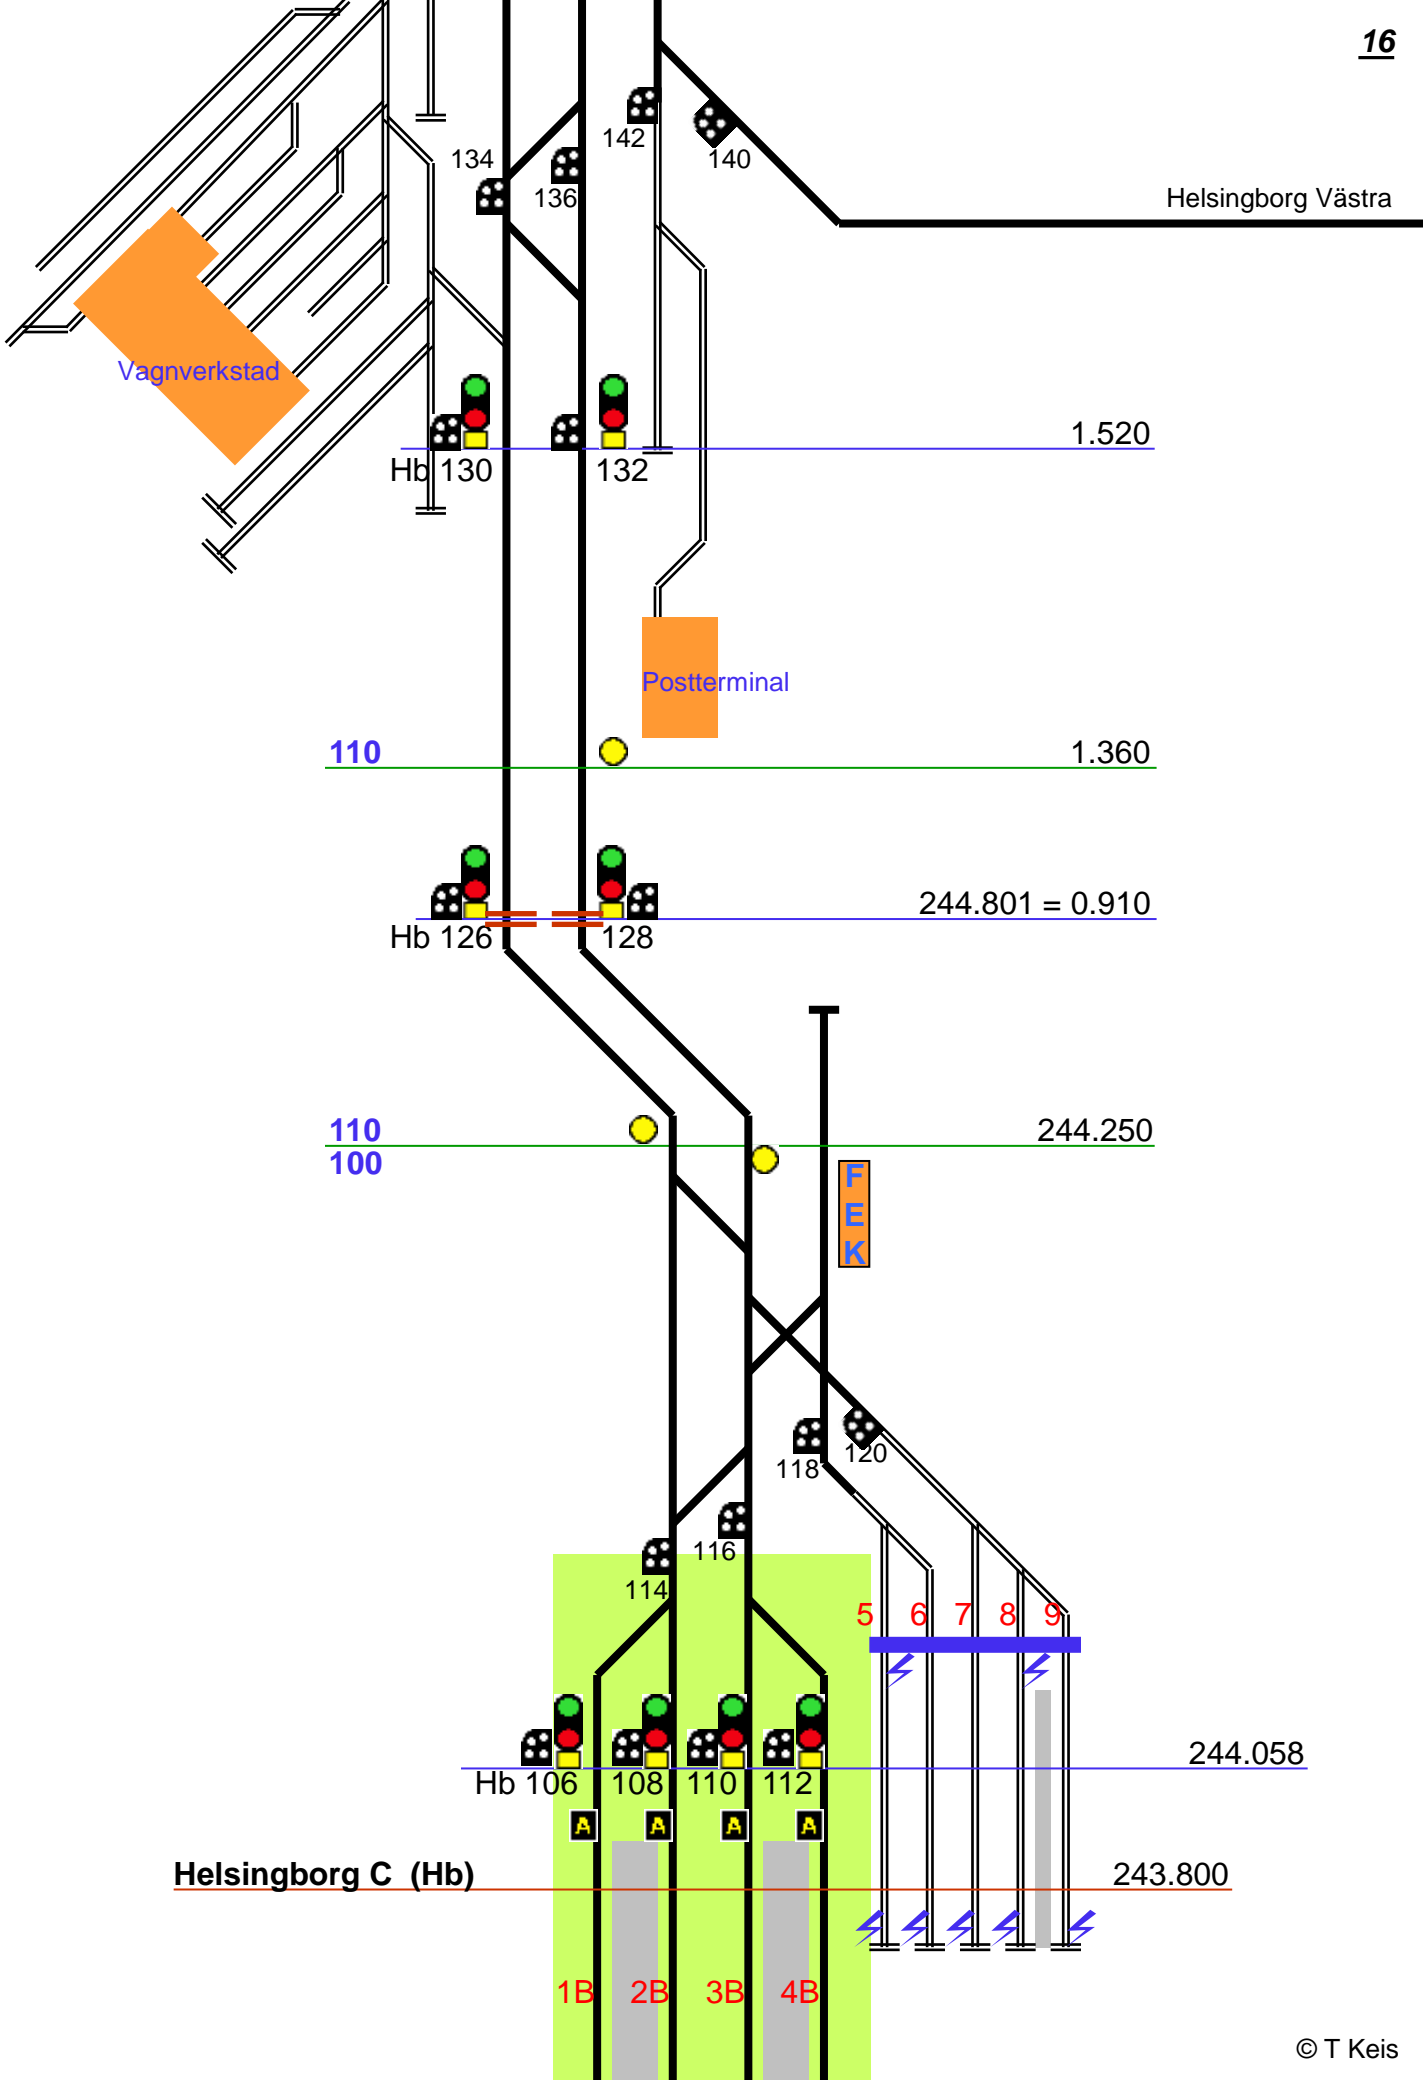 16
142
140
134
136
Helsingborg Västra
Vagnverkstad
1.520
Hb 130
132
Postterminal
110
1.360
244.801 = 0.910
Hb 126
128
110
244.250
100
F
E
K
118
120
116
114
5 6 7 8 9
244.058
Hb 106 108 110 112
A A A A
Helsingborg C (Hb)
243.800
1B 2B 3B 4B
© T Keis